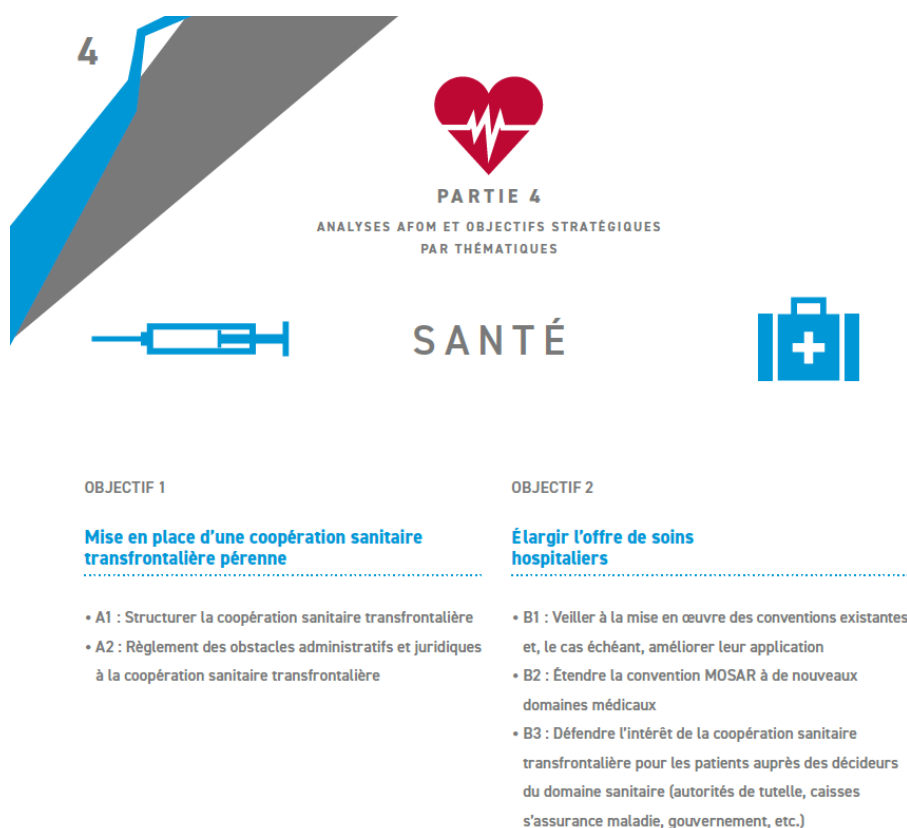 4
PARTIE 4
ANALYSES AFOM ET OBJECTIFS STRATÉGIQUES
PAR THÉMATIQUES
SANTÉ
OBJECTIF 1
Mise en place d'une coopération sanitaire
transfrontalière pérenne
• A1 : Structurer la coopération sanitaire transfrontalière
• A2 : Règlement des obstacles administratifs et juridiques
à la coopération sanitaire transfrontalière
OBJECTIF 2
Élargir l'offre de soins
hospitaliers
• B1 : Veiller à la mise en œuvre des conventions existantes
et, le cas échéant, améliorer leur application
• B2 : Étendre la convention MOSAR à de nouveaux
domaines médicaux
• B3 : Défendre l'intérêt de la coopération sanitaire
transfrontalière pour les patients auprès des décideurs
du domaine sanitaire (autorités de tutelle, caisses
s'assurance maladie, gouvernement, etc.)